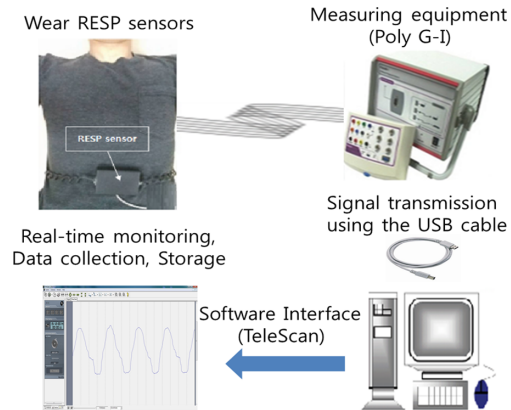 Wear RESP sensors
Measuring equipment
(Poly G-I)
RESP sensor
Signal transmission
using the USB cable
Real-time monitoring,
Data collection, Storage
Software Interface
(TeleScan)